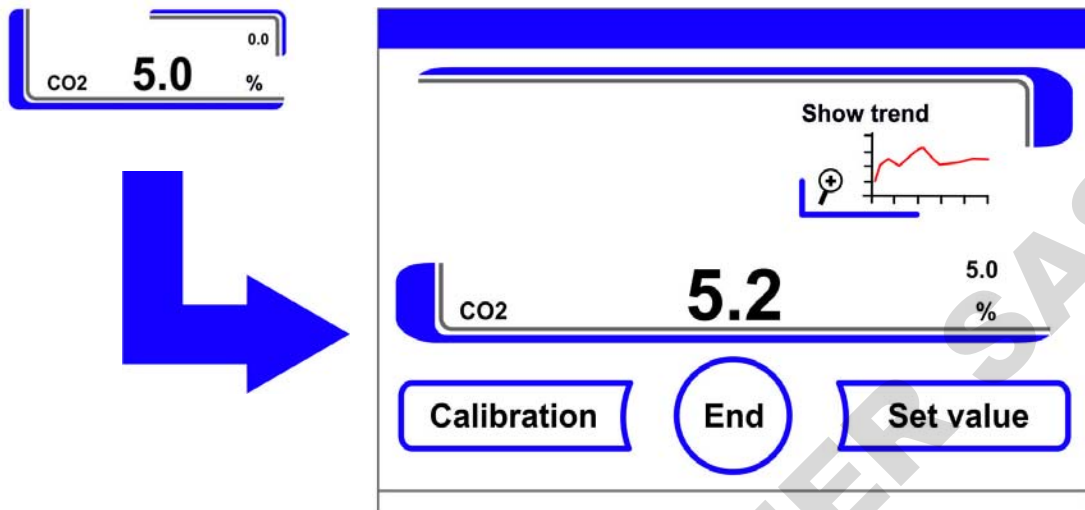 0.0
CO2 5.0 %
Show trend
5.0
CO2 5.2 %
Calibration End Set value